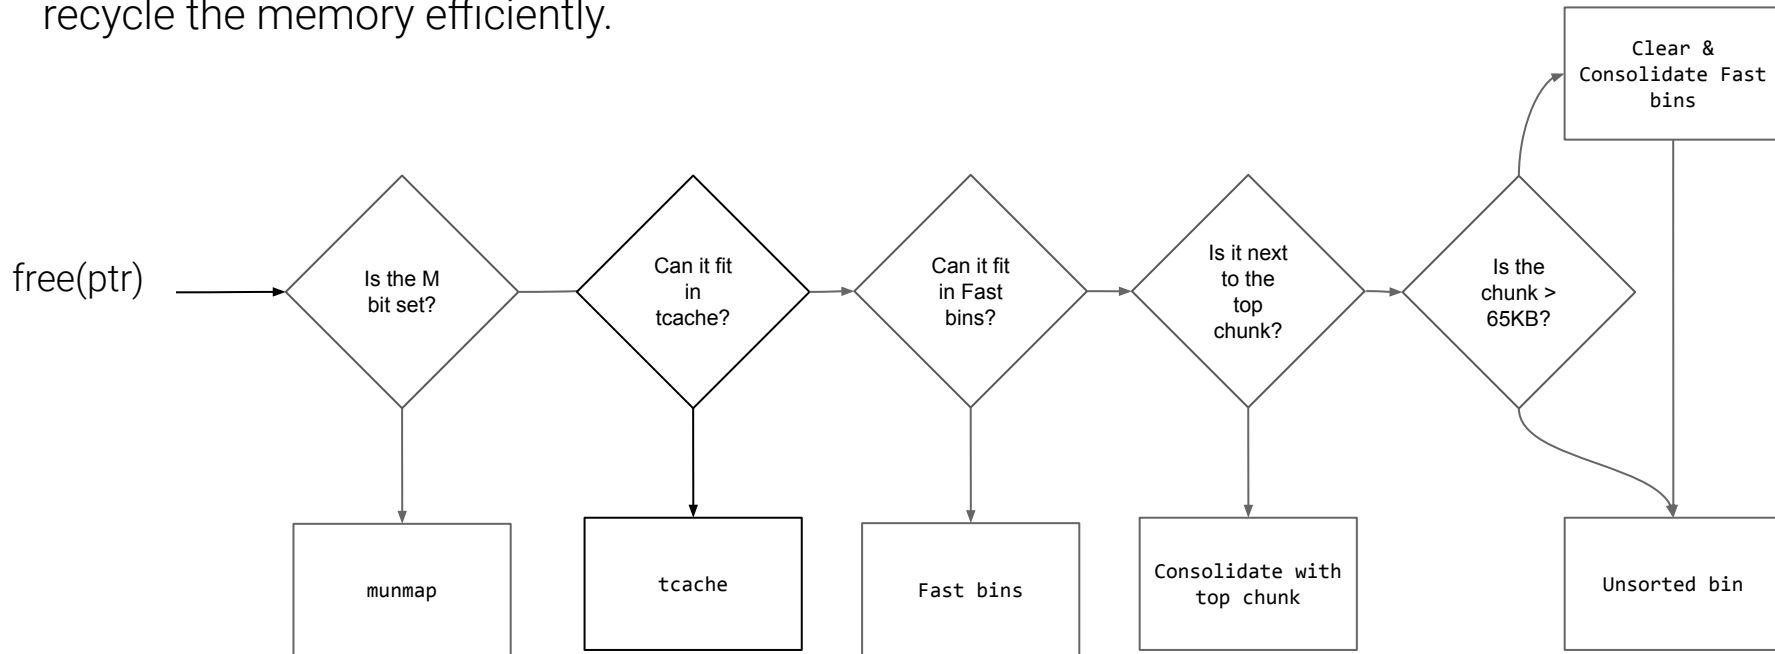 recycle the memory efficiently.
Clear &
Consolidate Fast
bins
free(ptr)
Is the M
bit set?
Can it fit
in
tcache?
Can it fit
in Fast
bins?
Is it next
to the
top
chunk?
Is the
chunk >
65KB?
munmap
tcache
Fast bins
Consolidate with
top chunk
Unsorted bin